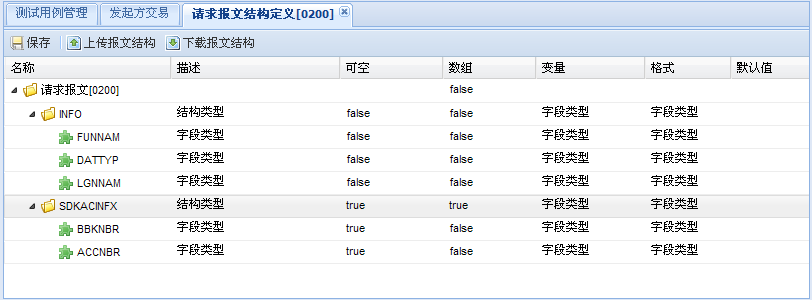 测试用例管理 发起方交易 请求报文结构定义[0200]
保存 上传报文结构 下载报文结构
名称 描述 可空 数组 变量 格式 默认值
请求报文[0200] false
INFO 结构类型 false false 字段类型 字段类型
FUNNAM 字段类型 false false 字段类型 字段类型
DATTYP 字段类型 false false 字段类型 字段类型
LGNNAM 字段类型 false false 字段类型 字段类型
SDKACINFX 结构类型 true true 字段类型 字段类型
BBKNBR 字段类型 true false 字段类型 字段类型
ACCNBR 字段类型 true false 字段类型 字段类型